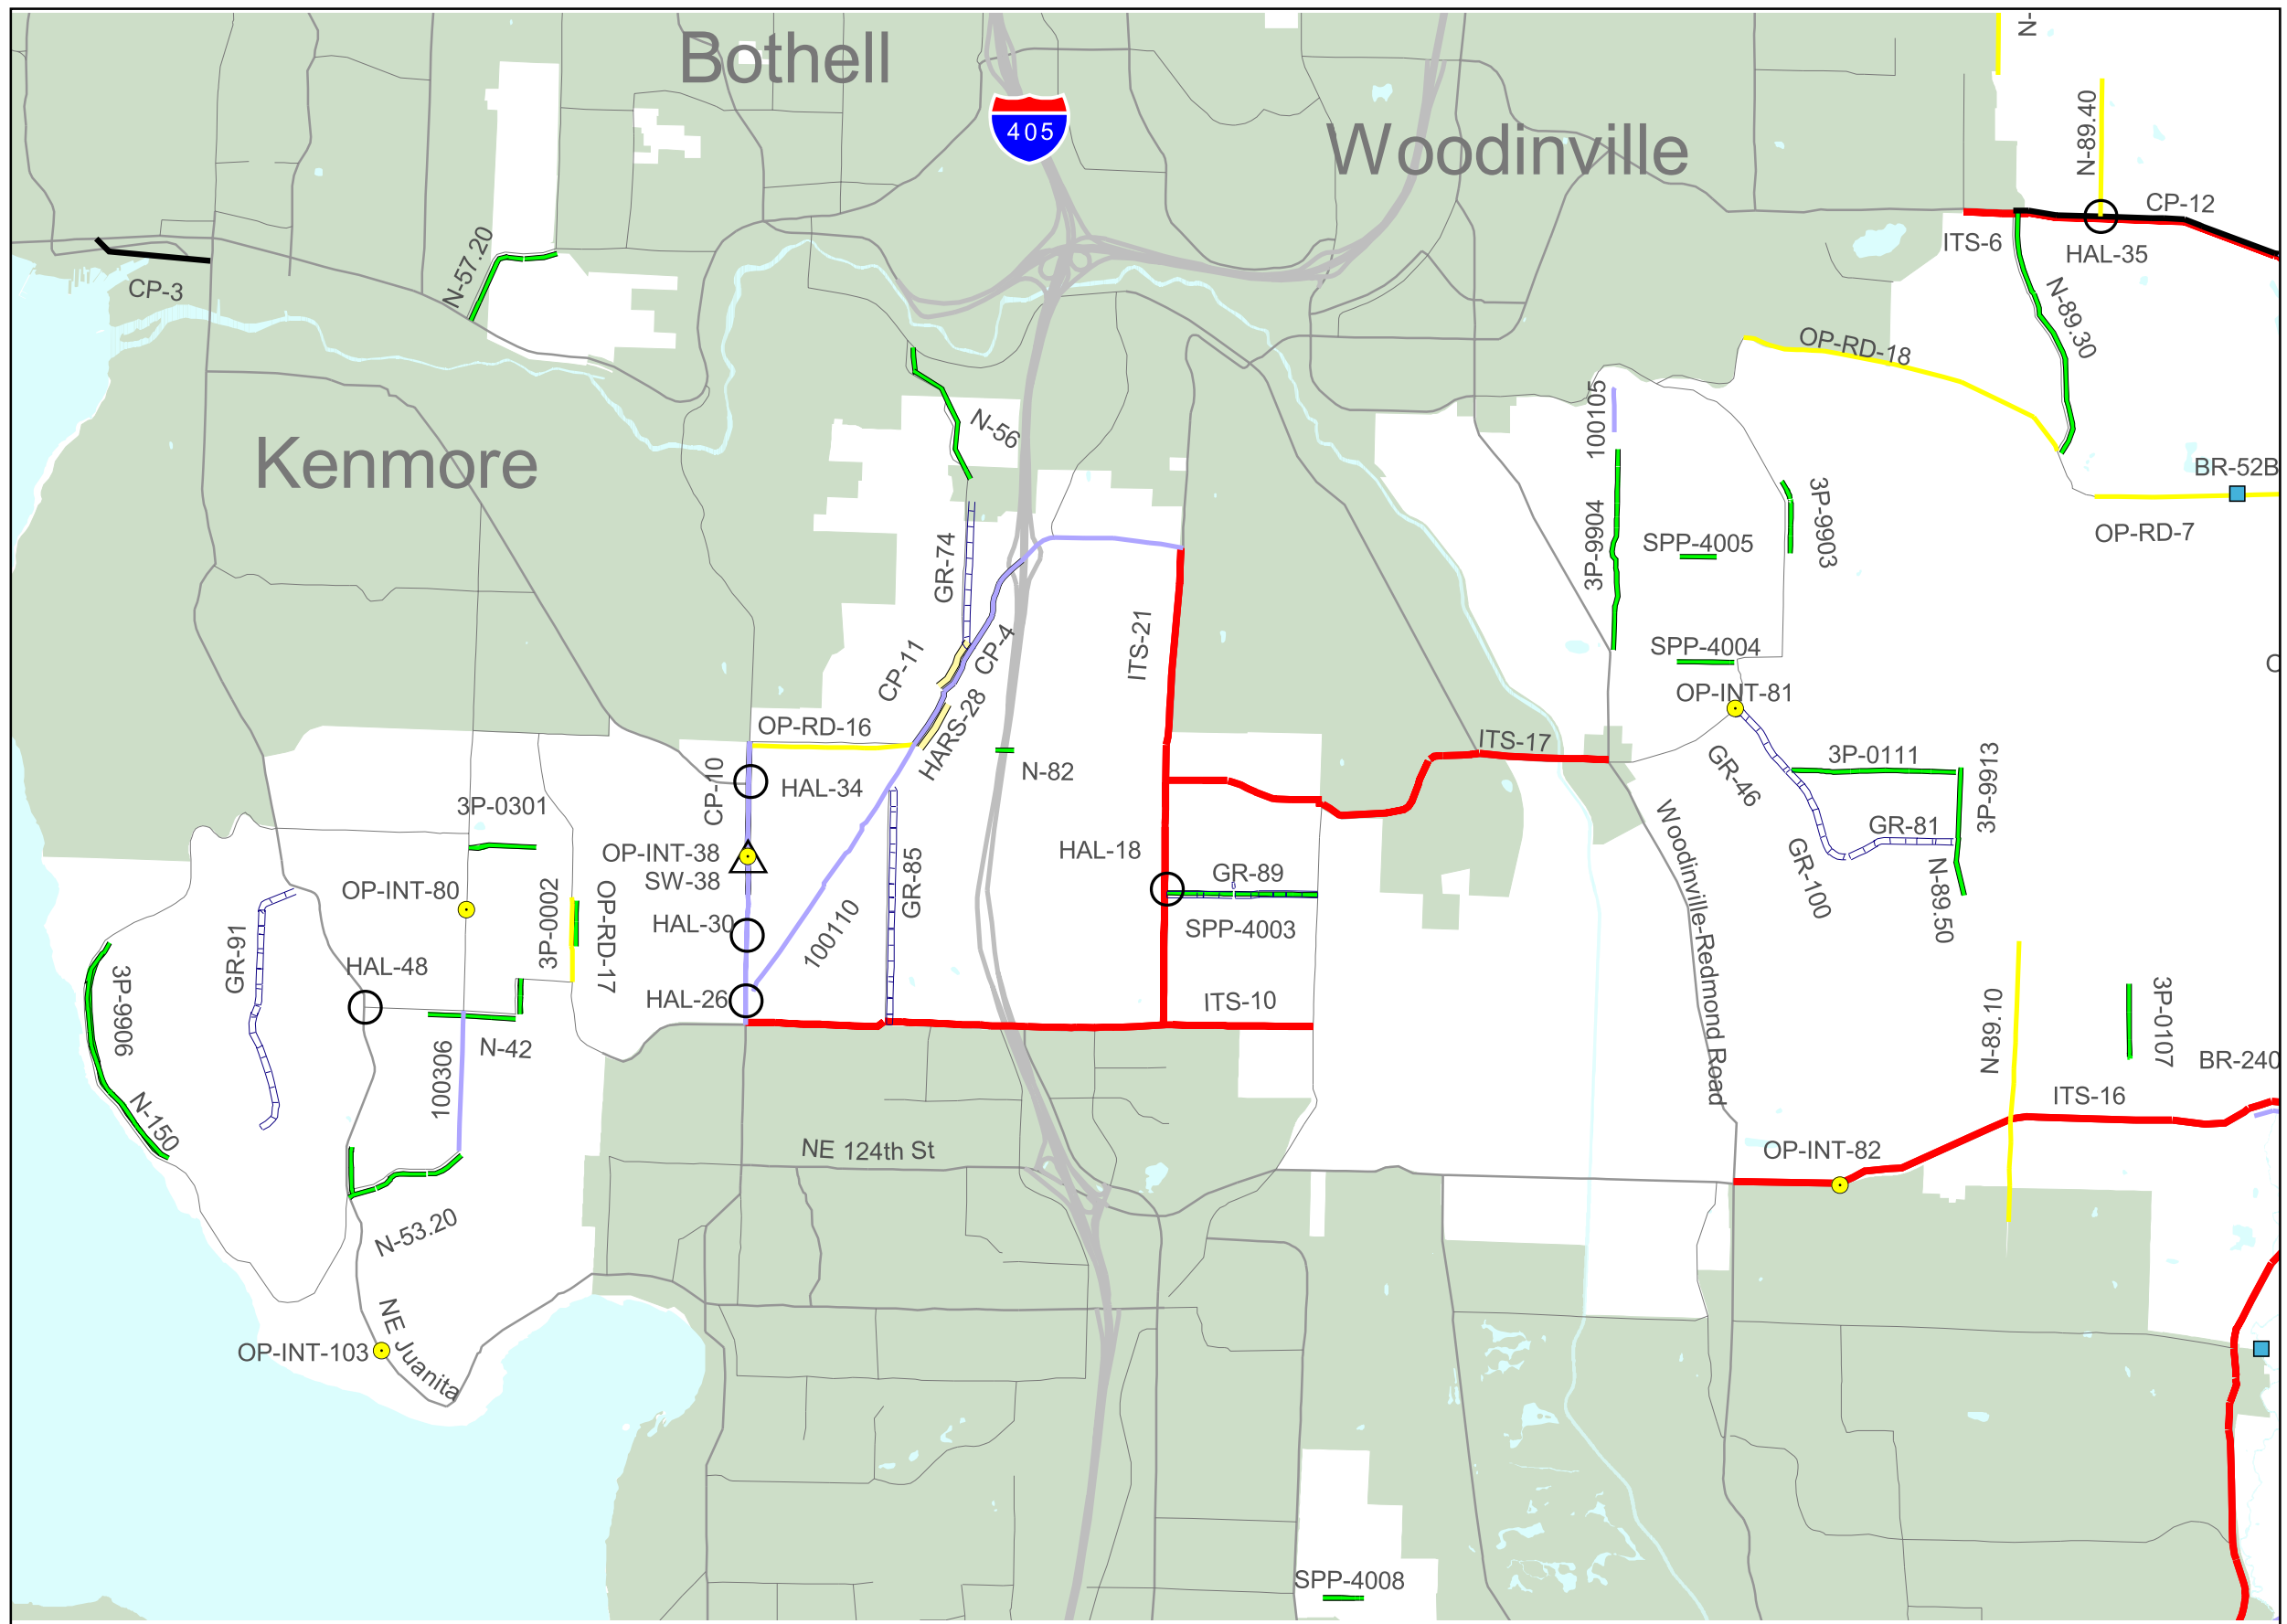 Bothell
N-
405
Woodinville
N-89.40
CP-12
ITS-6
HAL-35
N-57.20
CP-3
N-89.30
OP-RD-18
100105
N-56
Kenmore
BR-52B
3P-9903
OP-RD-7
3P-9904
SPP-4005
GR-74
ITS-21
SPP-4004
CP-4
CP-11
OP-INT-81
OP-RD-16
HARS-28
ITS-17
N-82
3P-0111
3P-9913
GR-46
CP-10
HAL-34
3P-0301
Woodinville-Redmond Road
GR-81
OP-INT-38
HAL-18
SW-38
GR-85
GR-89
GR-100
OP-INT-80
N-89.50
3P-0002
OP-RD-17
HAL-30
SPP-4003
100110
GR-91
HAL-48
HAL-26
ITS-10
3P-9906
N-89.10
3P-0107
N-42
BR-240
100306
ITS-16
N-150
NE 124th St
OP-INT-82
N-53.20
NE Juanita
OP-INT-103
SPP-4008